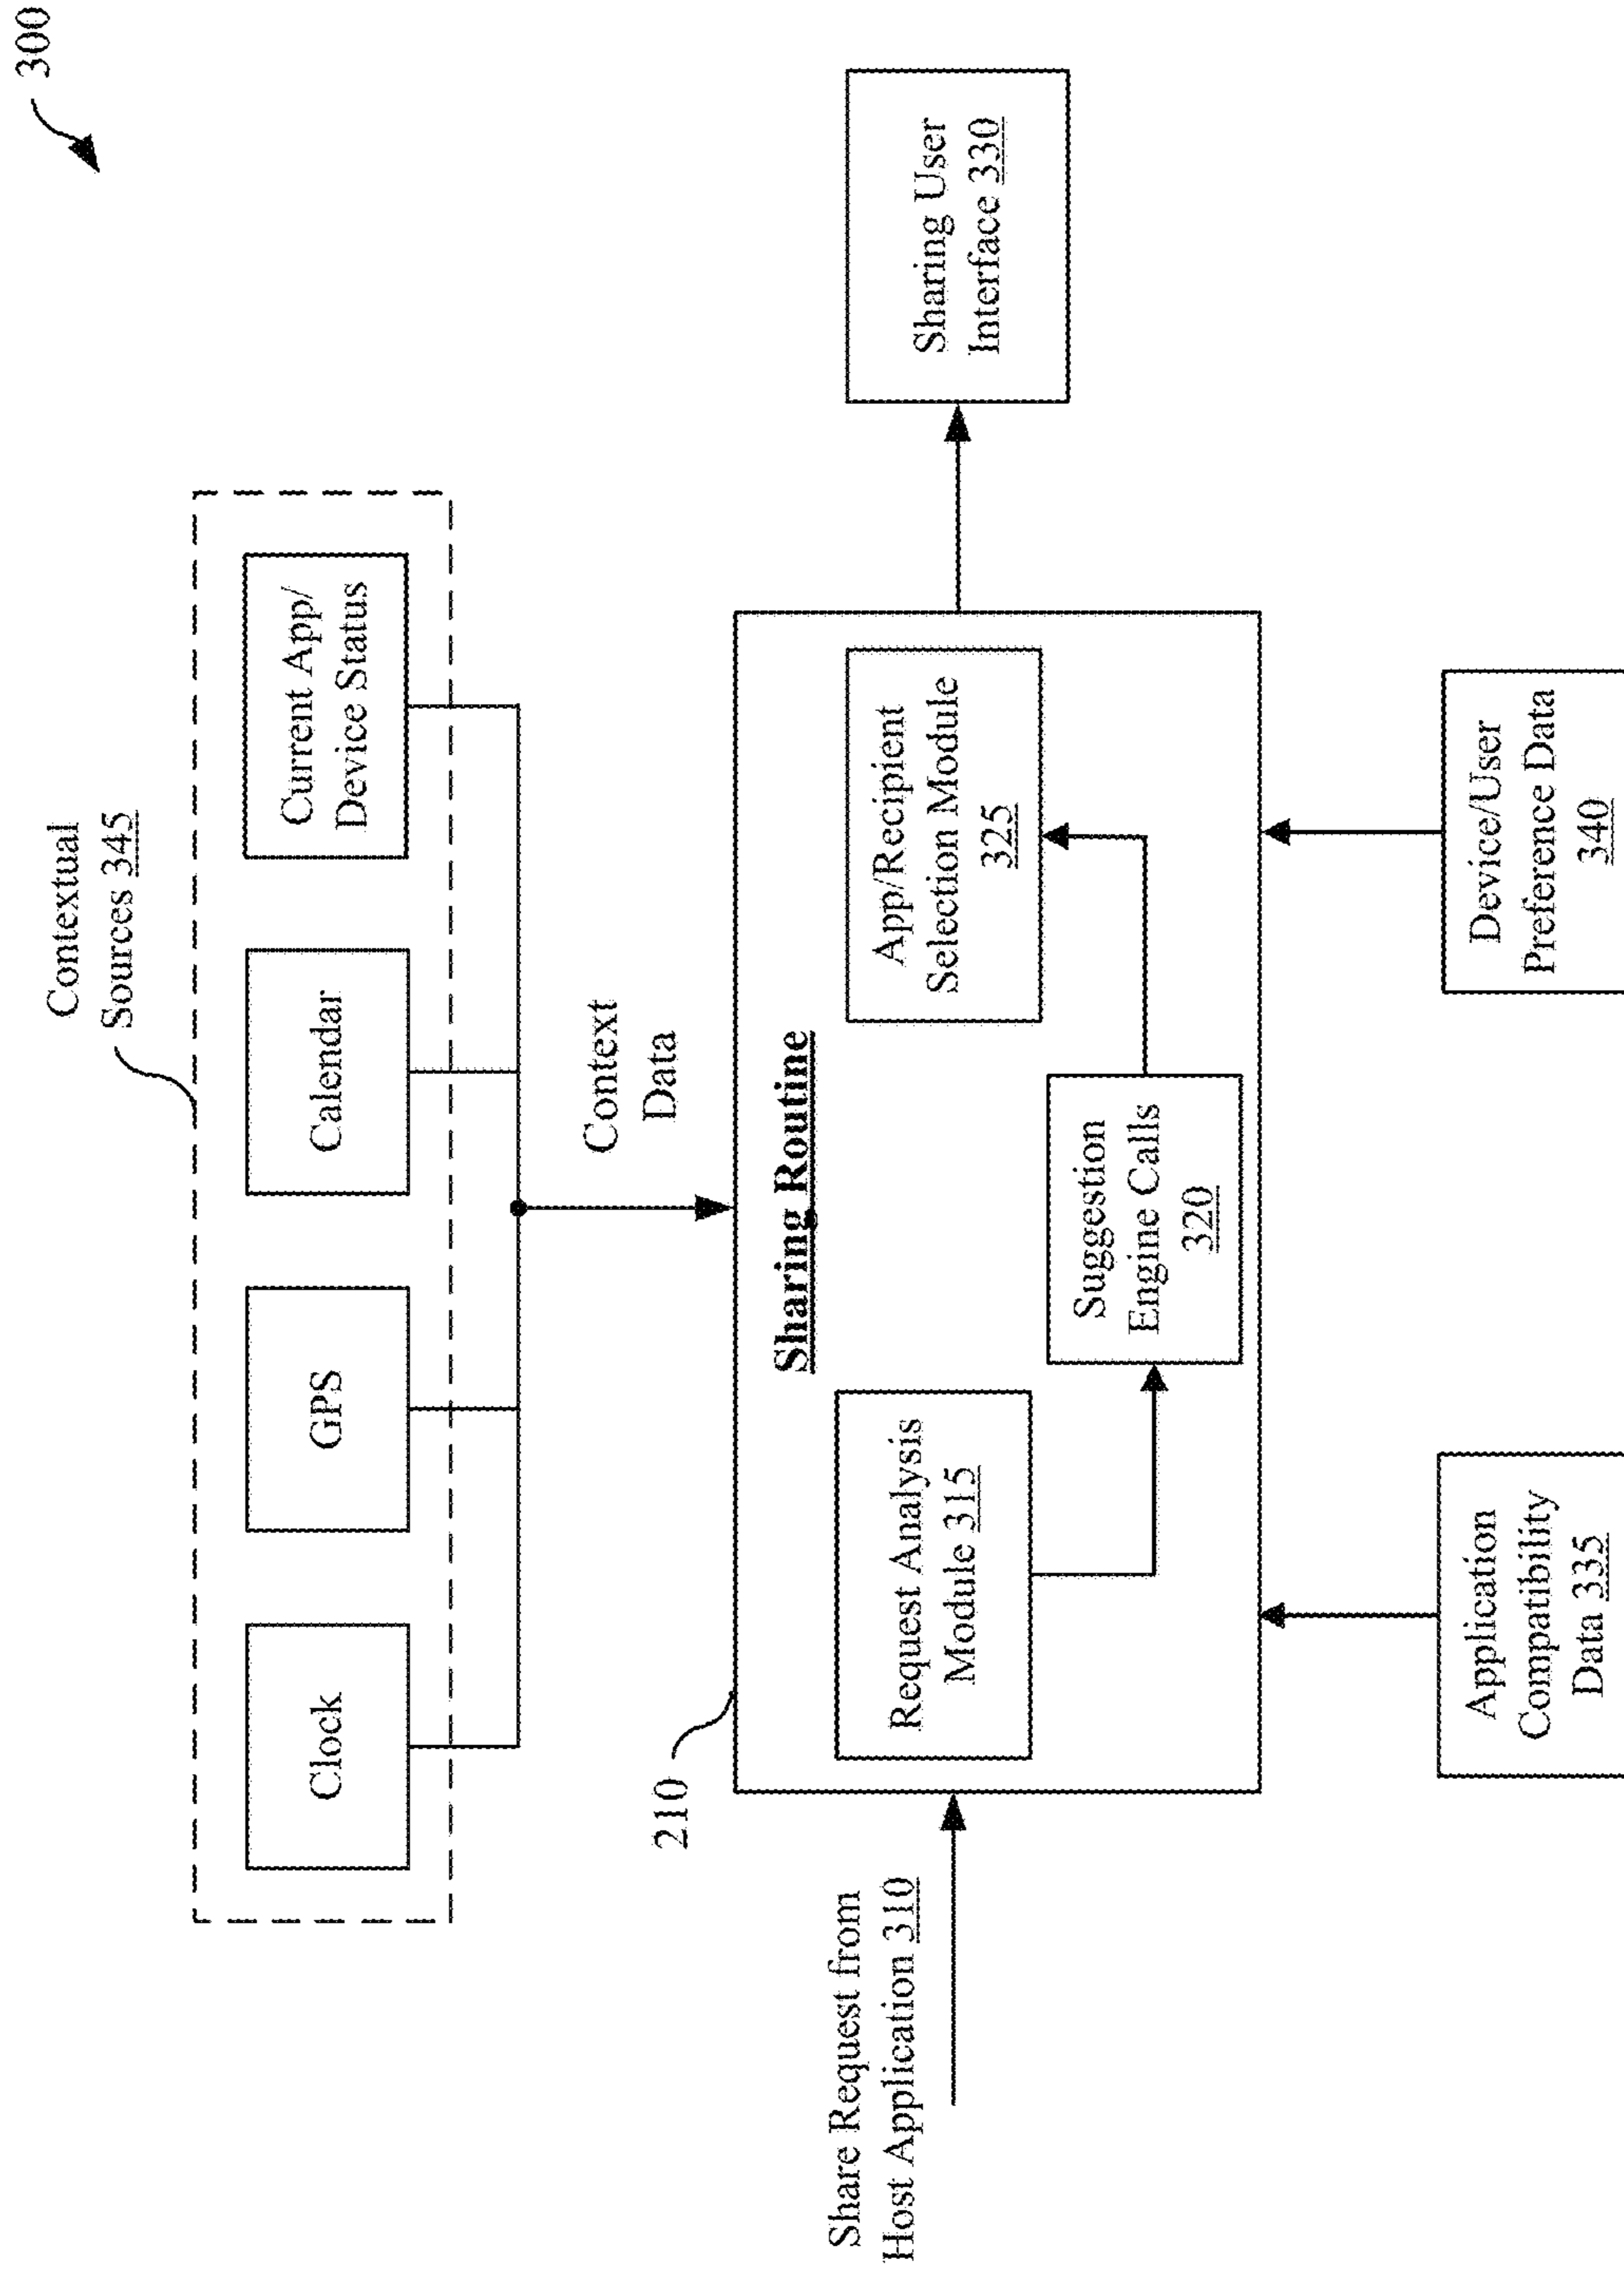 300
Contextual
Sources 345
Clock
GPS
Calendar
Current App/
Device Status
Context
Data
210
Share Request from
Host Application 310
Sharing Routine
Request Analysis
Module 315
Suggestion
Engine Calls
320
App/Recipient
Selection Module
325
Sharing User
Interface 330
Application
Compatibility
Data 335
Device/User
Preference Data
340